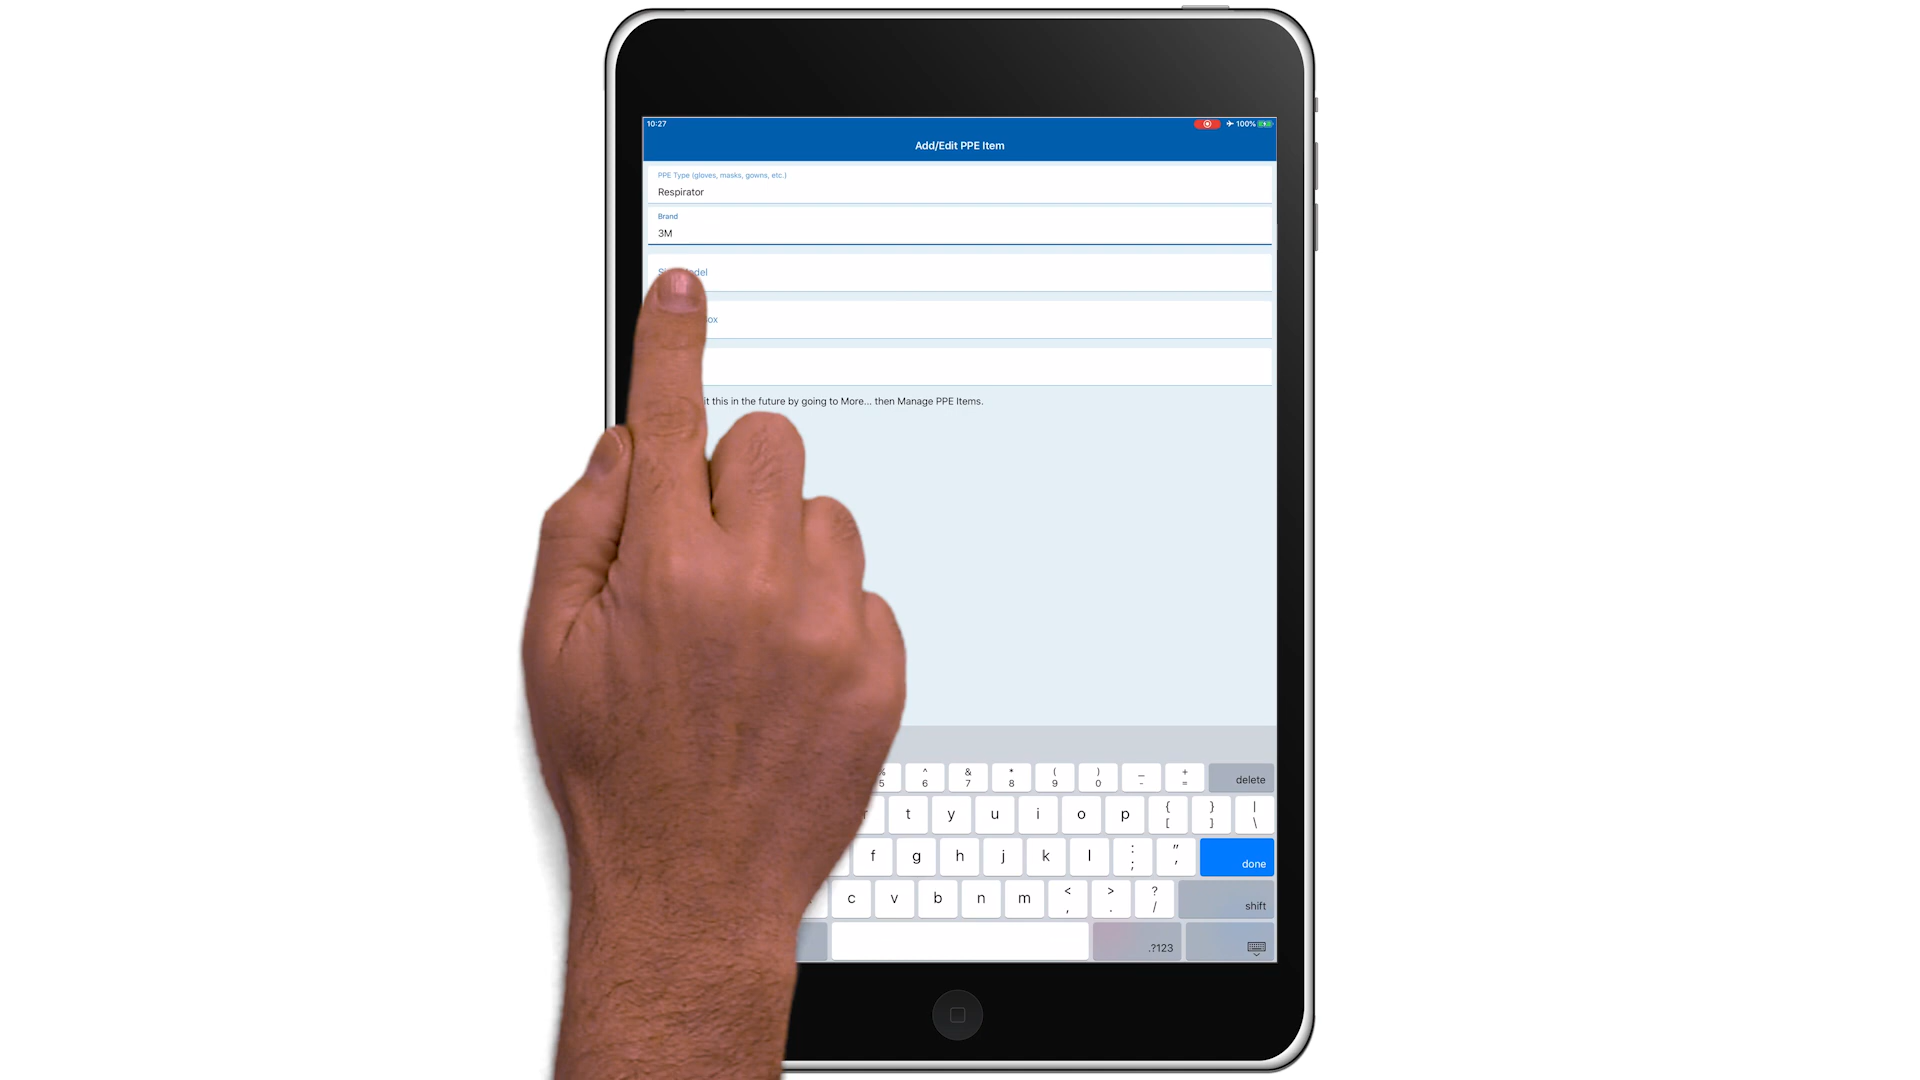 10:27
100%
Add/Edit PPE Item
PPE Type (gloves, masks, gowns, etc.)
Respirator
Brand
3M
it this in the future by going to More... then Manage PPE Items.
^ & * ( ) _ +
5 6 7 8 9 0 - = delete
t y u i o p { [ } ] | \
f g h j k l : ; " ' done
c v b n m < , > . ? / shift
.?123